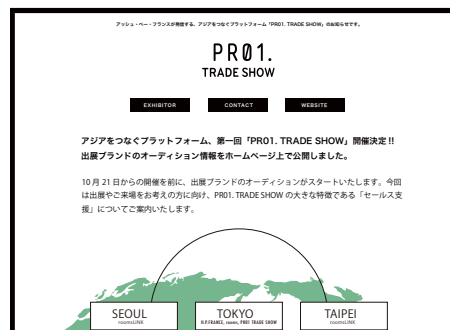 アッシュ・ペー・フランスが発信する、アジアをつなぐプラットフォーム「PR01. TRADE SHOW」のお知らせです。
PR01.
TRADE SHOW
EXHIBITOR
CONTACT
WEBSITE
アジアをつなぐプラットフォーム、第一回「PR01. TRADE SHOW」開催決定 !!
出展ブランドのオーディション情報をホームページ上で公開しました。
10 月 21 日からの開催を前に、出展ブランドのオーディションがスタートいたします。今回
は出展やご来場をお考えの方に向け、PR01. TRADE SHOW の大きな特徴である「セールス支
援」についてご案内いたします。
SEOUL
roomsLINK
TOKYO
H.P.FRANCE, rooms, PR01 TRADE SHOW
TAIPEI
roomsLINK